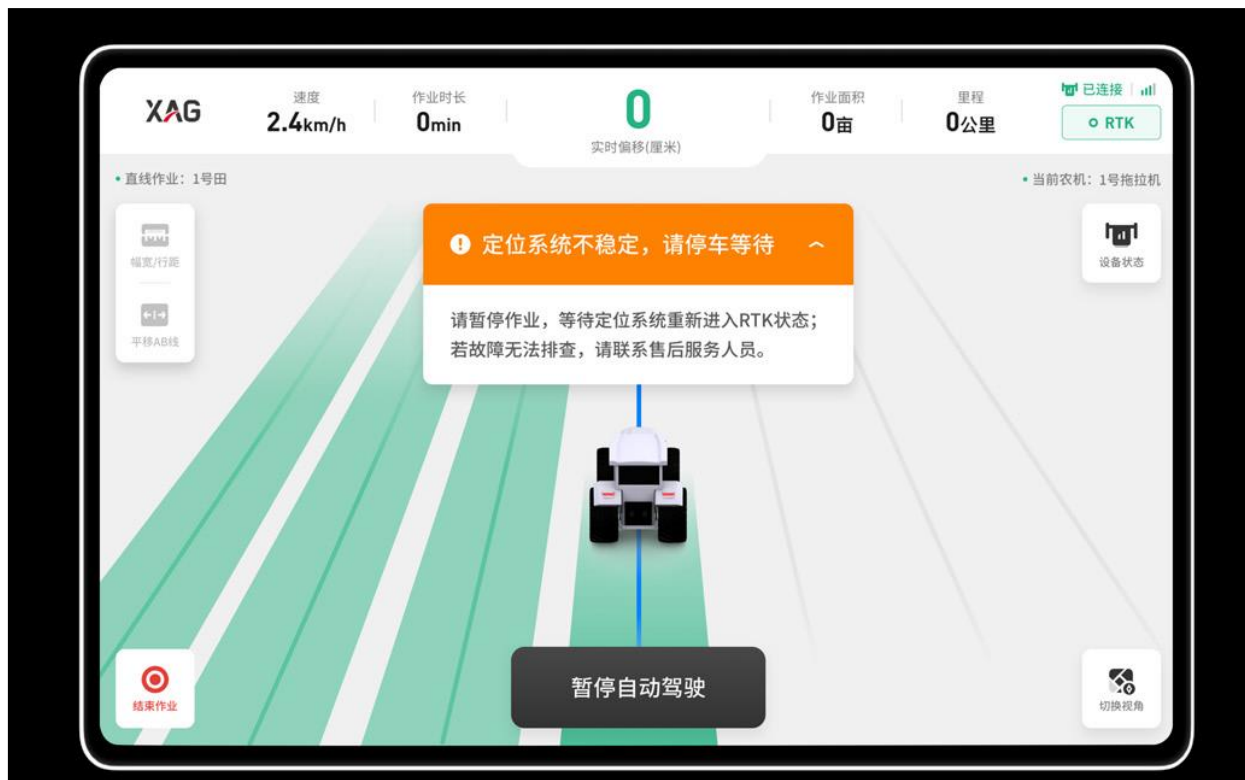 XAG
速度
2.4km/h
作业时长
0min
0
实时偏移(厘米)
作业面积
0亩
里程
0公里
已连接
RTK
直线作业：1号田
当前农机：1号拖拉机
幅宽/行距
平移AB线
定位系统不稳定，请停车等待
请暂停作业，等待定位系统重新进入RTK状态；
若故障无法排查，请联系售后服务人员。
设备状态
结束作业
暂停自动驾驶
切换视角